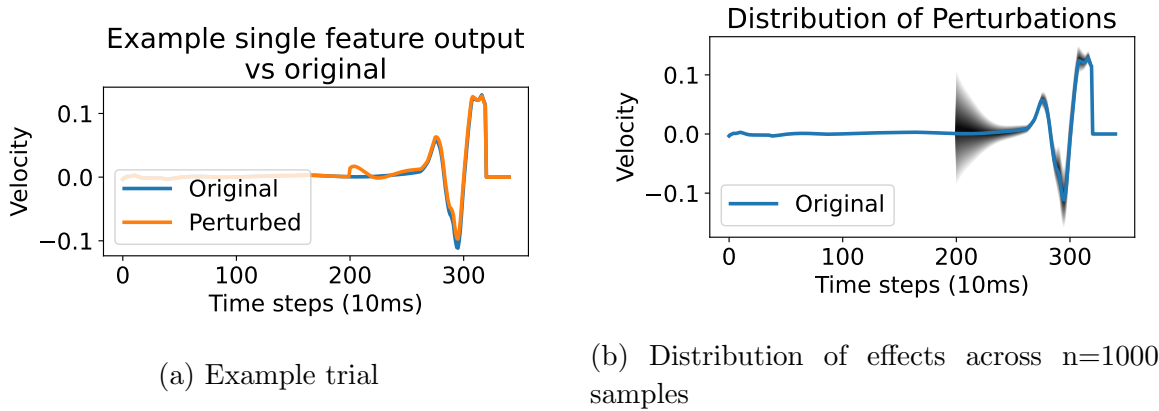 Example single feature output
vs original
Velocity
0.1
0.0
−0.1
Original
Perturbed
0
100
200
300
Time steps (10ms)
(a) Example trial
Distribution of Perturbations
Velocity
0.1
0.0
−0.1
Original
0
100
200
300
Time steps (10ms)
(b) Distribution of effects across n=1000
samples